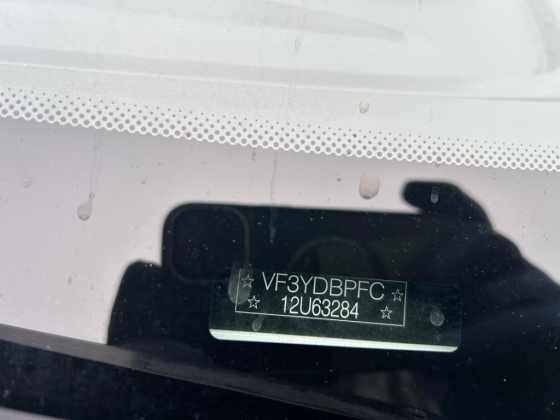 ☆ VF3YDBPFC ☆
☆ 12U63284 ☆